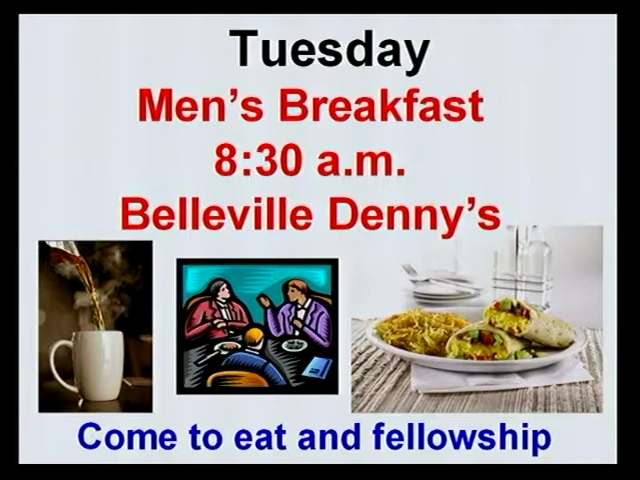 Tuesday
Men's Breakfast
8:30 a.m.
Belleville Denny's
Come to eat and fellowship